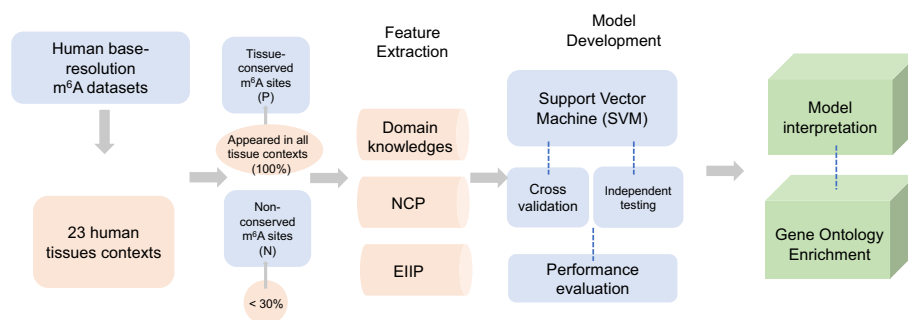 Human base-
resolution
m⁶A datasets
23 human
tissues contexts
Tissue-
conserved
m⁶A sites
(P)
Appeared in all
tissue contexts
(100%)
Non-
conserved
m⁶A sites
(N)
< 30%
Feature
Extraction
Domain
knowledges
NCP
EIIP
Model
Development
Support Vector
Machine (SVM)
Cross
validation
Independent
testing
Performance
evaluation
Model
interpretation
Gene Ontology
Enrichment